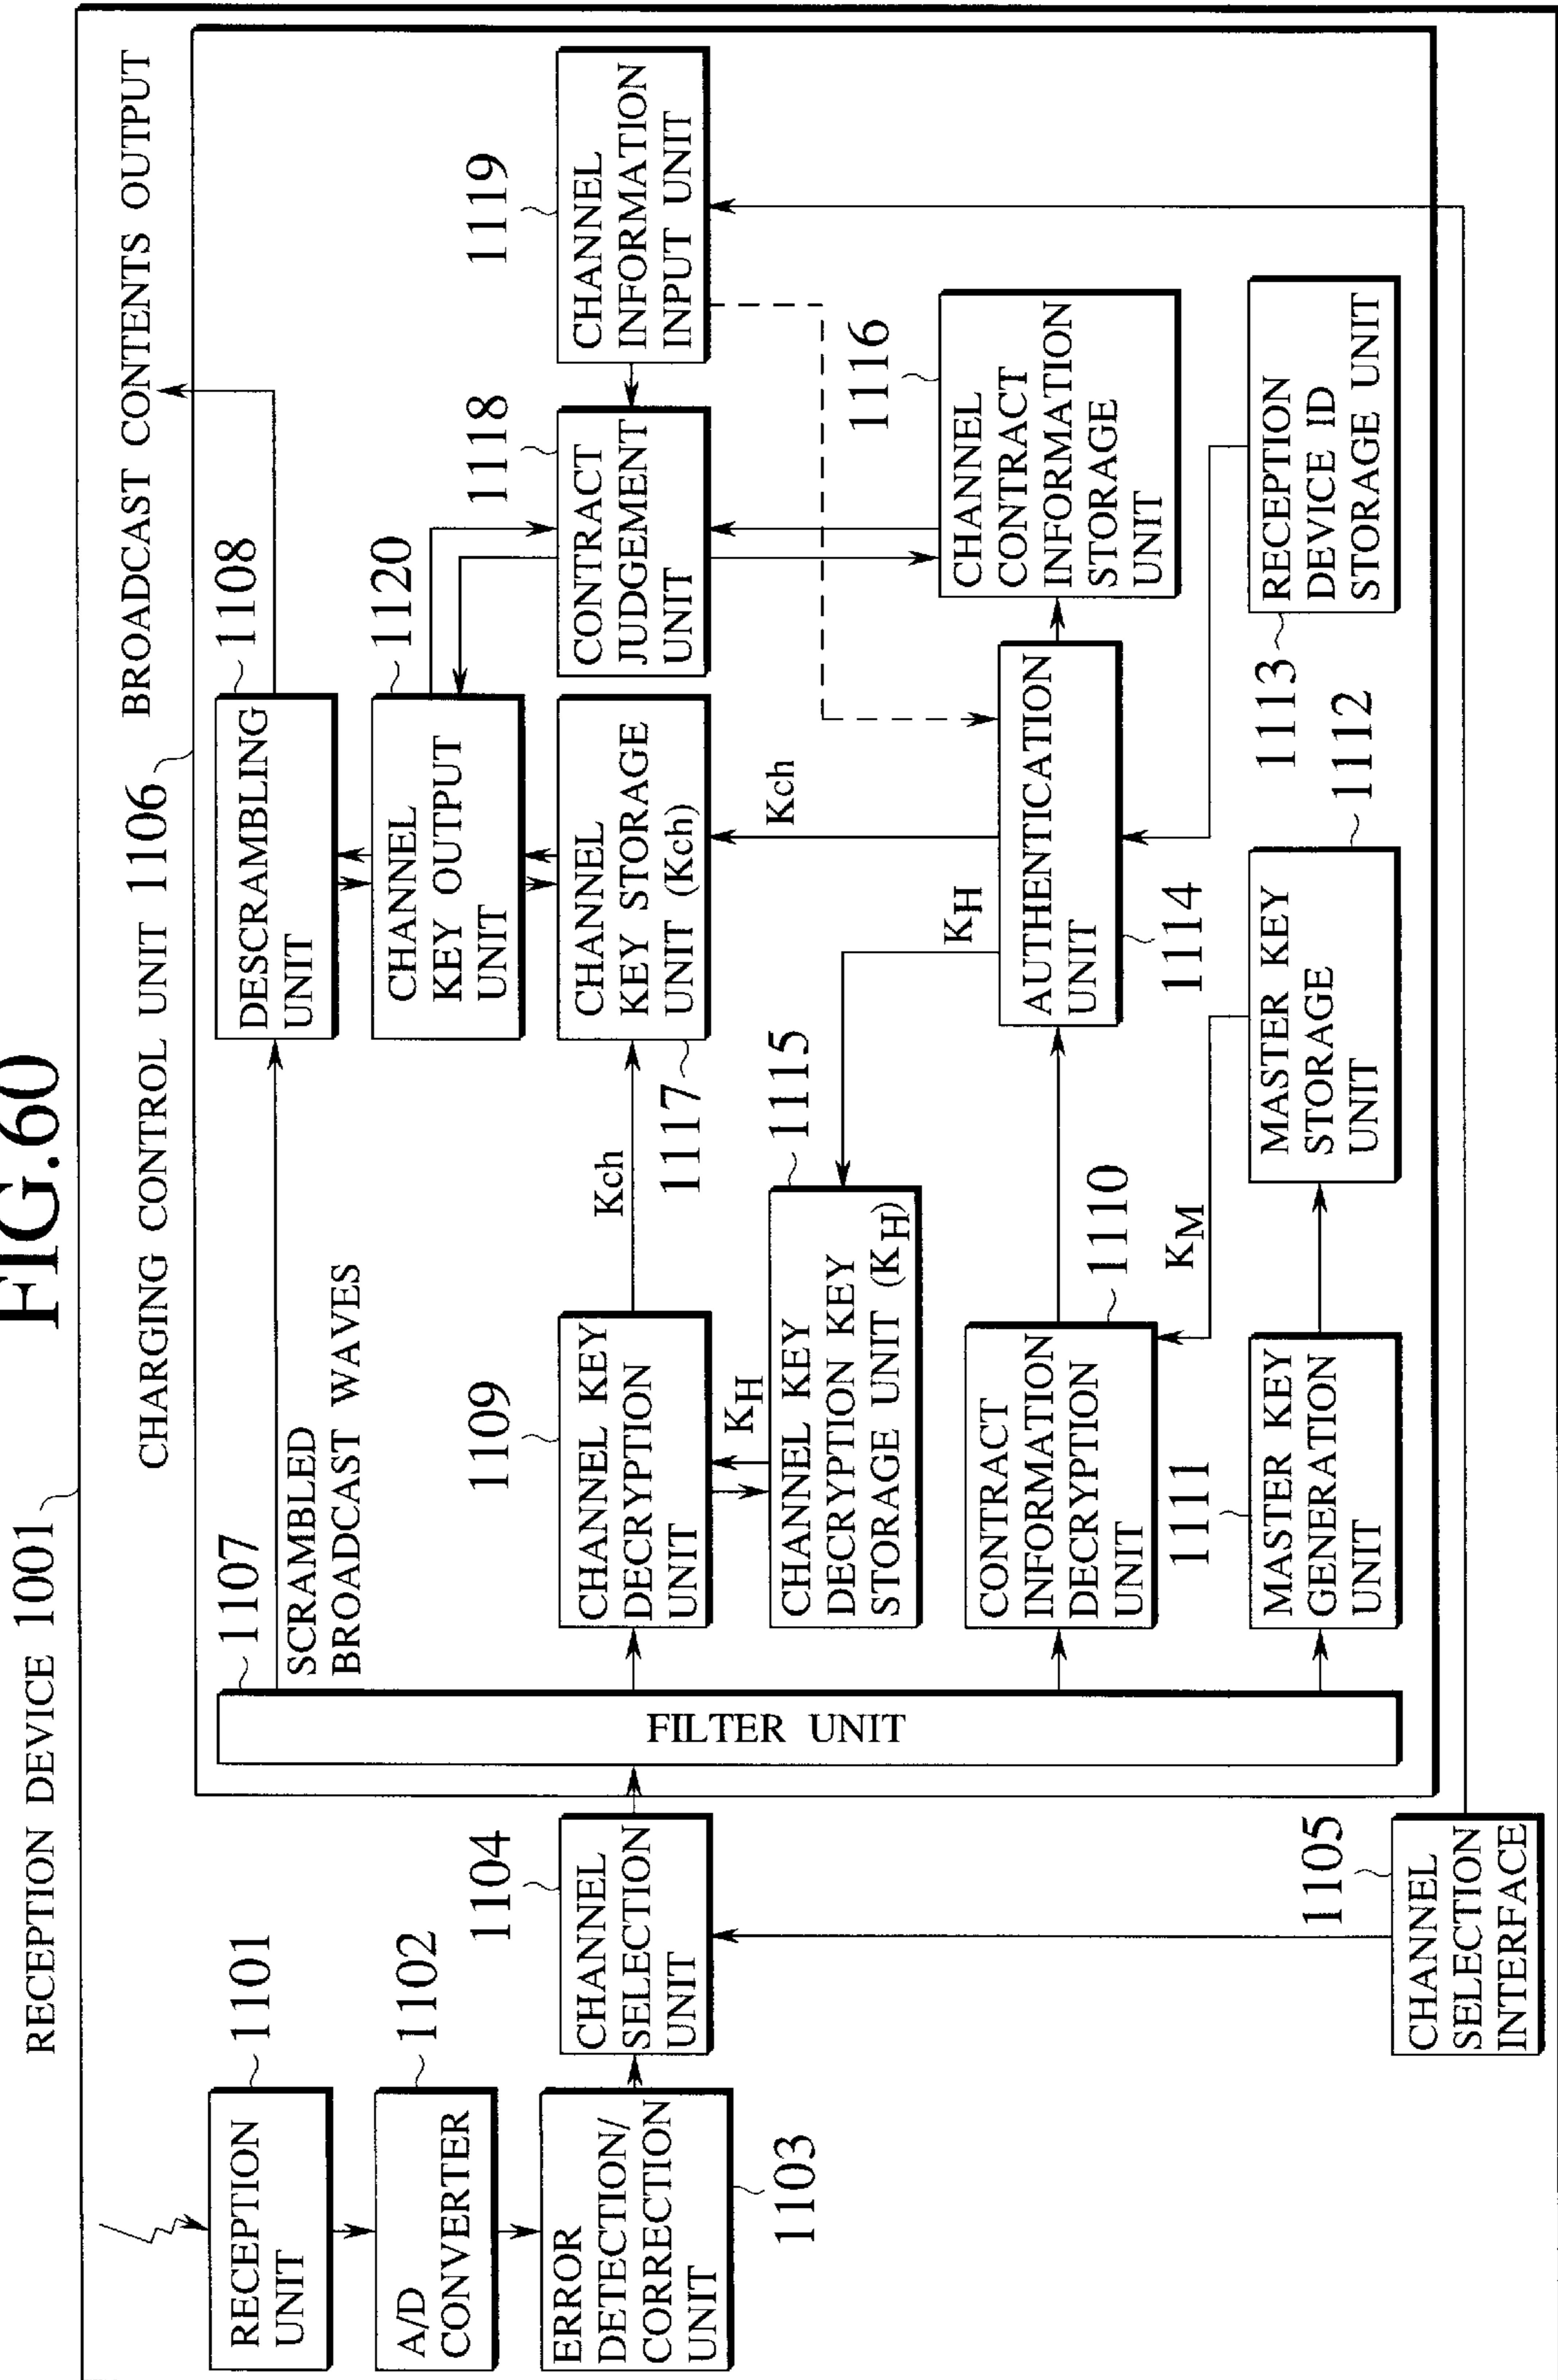 FIG.60
RECEPTION DEVICE 1001
CHARGING CONTROL UNIT 1106
BROADCAST CONTENTS OUTPUT
1101
RECEPTION
UNIT
1102
A/D
CONVERTER
ERROR
DETECTION/
CORRECTION
UNIT
1103
1104
CHANNEL
SELECTION
UNIT
1105
CHANNEL
SELECTION
INTERFACE
1107
FILTER UNIT
SCRAMBLED
BROADCAST WAVES
1108
DESCRAMBLING
UNIT
1120
CHANNEL
KEY OUTPUT
UNIT
1109
CHANNEL KEY
DECRYPTION
UNIT
Kch
CHANNEL
KEY STORAGE
UNIT (Kch)
1117
1118
CONTRACT
JUDGEMENT
UNIT
1119
CHANNEL
INFORMATION
INPUT UNIT
KH
1115
CHANNEL KEY
DECRYPTION KEY
STORAGE UNIT (KH)
KH
Kch
1110
CONTRACT
INFORMATION
DECRYPTION
UNIT
AUTHENTICATION
UNIT
1114
1116
CHANNEL
CONTRACT
INFORMATION
STORAGE
UNIT
KM
1111
MASTER KEY
GENERATION
UNIT
1112
MASTER KEY
STORAGE
UNIT
1113
RECEPTION
DEVICE ID
STORAGE UNIT